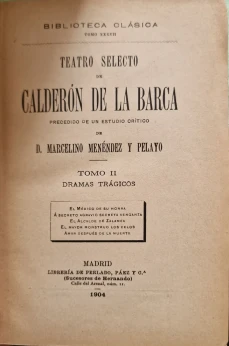 BIBLIOTECA CLÁSICA
TOMO XXXVII
TEATRO SELECTO
DE
CALDERÓN DE LA BARCA
PRECEDIDO DE UN ESTUDIO CRÍTICO
DE
D. MARCELINO MENÉNDEZ Y PELAYO
TOMO II
DRAMAS TRÁGICOS
EL MÉDICO DE SU HONRA
Á SECRETO AGRAVIO SECRETA VENGANZA
EL ALCALDE DE ZALAMEA
EL MAYOR MONSTRUO LOS CELOS
AMAR DESPUÉS DE LA MUERTE
MADRID
LIBRERÍA DE PERLADO, PÁEZ Y C.ª
(Sucesores de Hernando)
Calle del Arenal, núm. 11.
1904